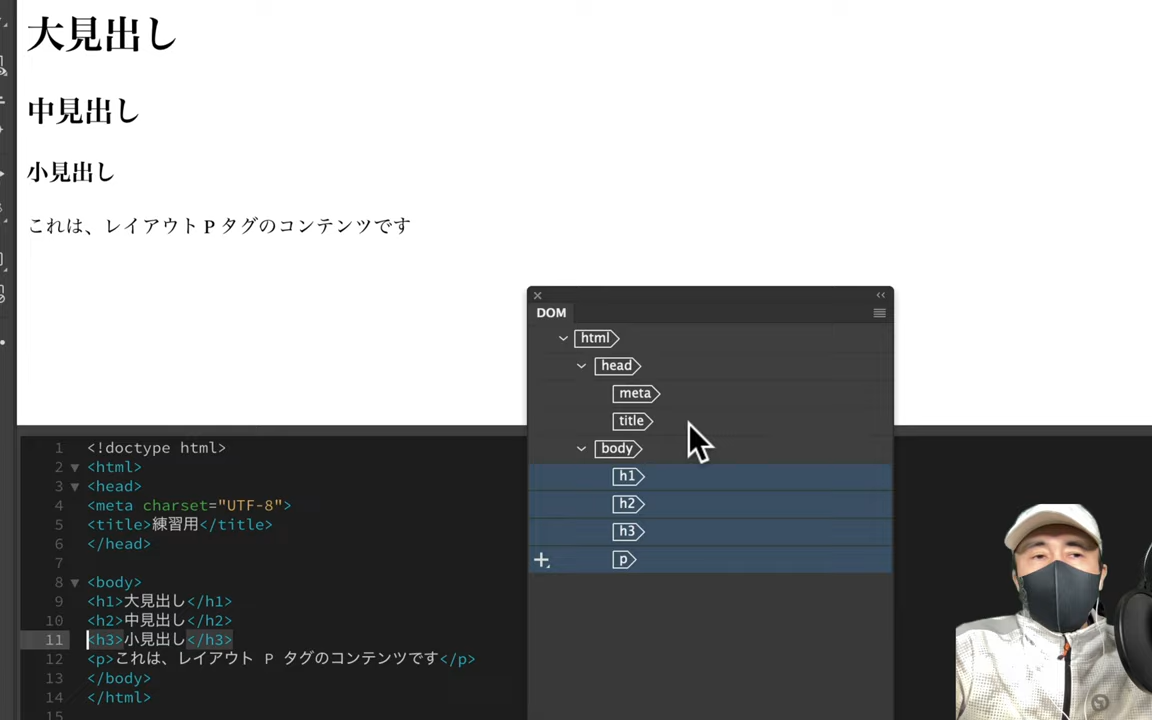 大見出し
中見出し
小見出し
これは、レイアウト P タグのコンテンツです
DOM
html
head
meta
title
body
h1
h2
h3
p
1 <!doctype html>
2 <html>
3 <head>
4 <meta charset="UTF-8">
5 <title>練習用</title>
6 </head>
7
8 <body>
9 <h1>大見出し</h1>
10 <h2>中見出し</h2>
11 <h3>小見出し</h3>
12 <p>これは、レイアウト P タグのコンテンツです</p>
13 </body>
14 </html>
15